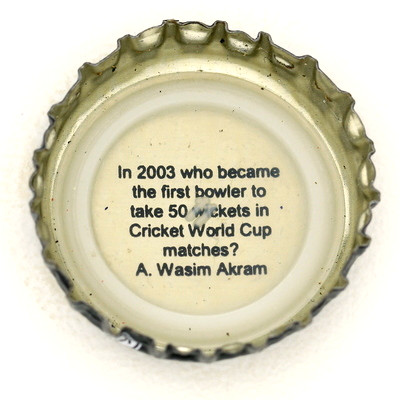 In 2003 who became
the first bowler to
take 50 wickets in
Cricket World Cup
matches?
A. Wasim Akram